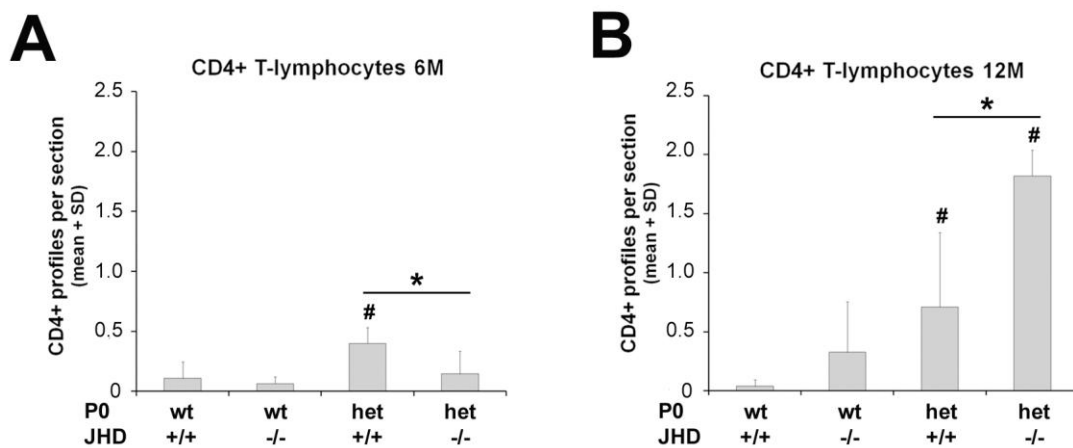 A
CD4+ T-lymphocytes 6M
CD4+ profiles per section
(mean + SD)
2.5
2.0
1.5
1.0
0.5
0
*
#
P0 wt wt het het
JHD +/+ -/- +/+ -/-
B
CD4+ T-lymphocytes 12M
CD4+ profiles per section
(mean + SD)
2.5
2.0
1.5
1.0
0.5
0
*
#
#
P0 wt wt het het
JHD +/+ -/- +/+ -/-